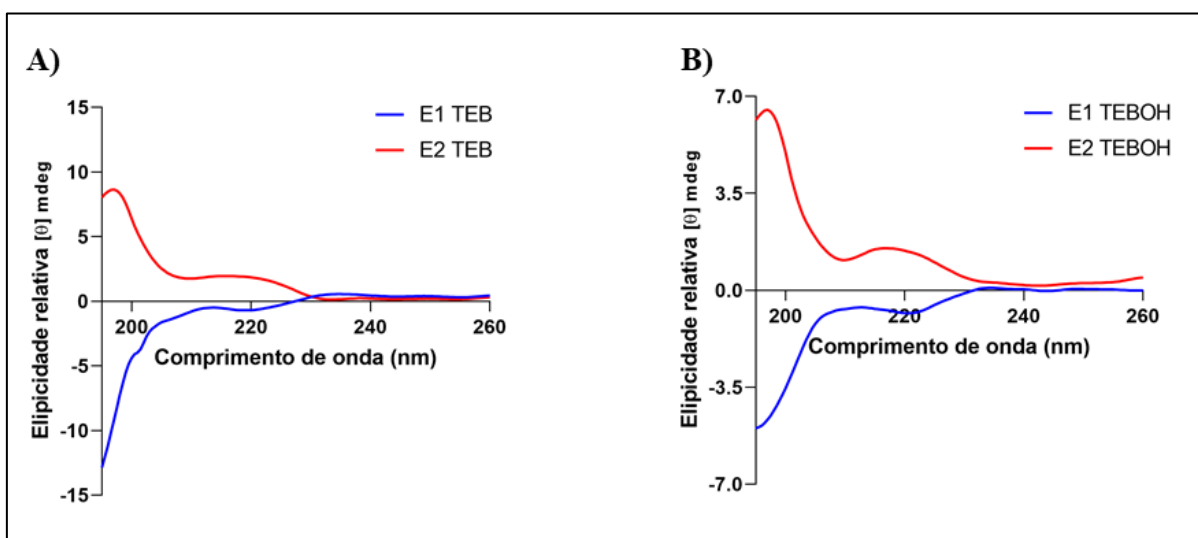 A)
Elipicidade relativa [θ] mdeg
15
10
5
0
-5
-10
-15
200
220
240
260
Comprimento de onda (nm)
E1 TEB
E2 TEB
B)
Elipicidade relativa [θ] mdeg
7.0
3.5
0.0
-3.5
-7.0
200
220
240
260
Comprimento de onda (nm)
E1 TEBOH
E2 TEBOH